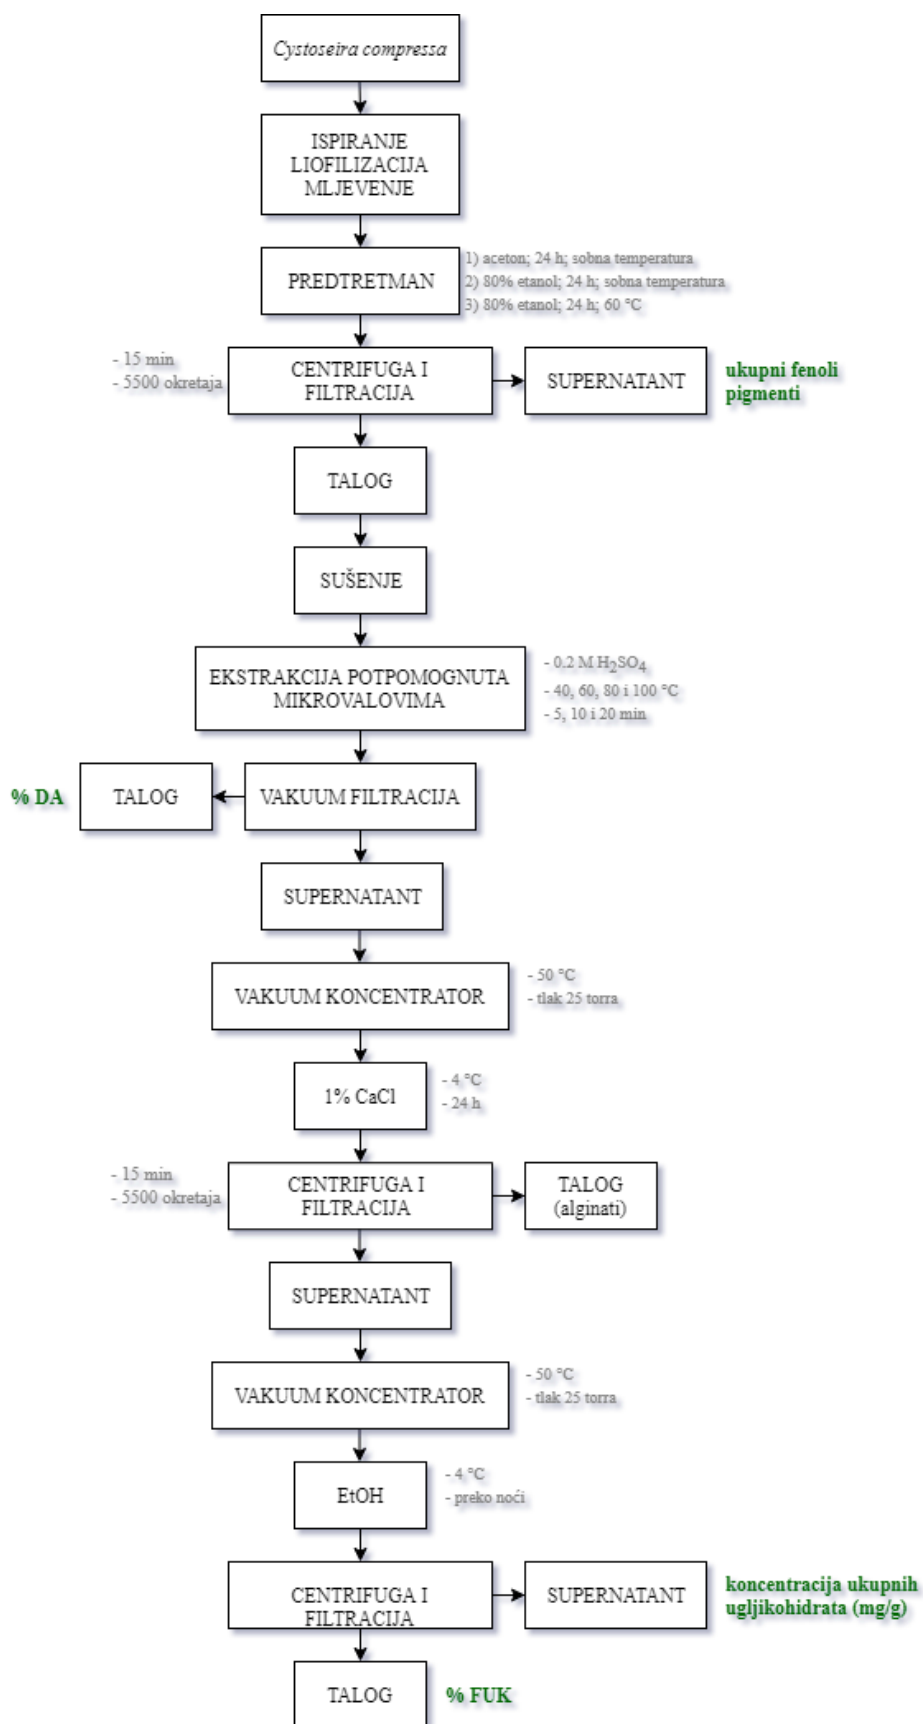 Cystoseira compressa
ISPIRANJE
LIOFILIZACIJA
MLJEVENJE
PREDTRETMAN
1) aceton; 24 h; sobna temperatura
2) 80% etanol; 24 h; sobna temperatura
3) 80% etanol; 24 h; 60 °C
- 15 min
- 5500 okretaja
CENTRIFUGA I
FILTRACIJA
SUPERNATANT
ukupni fenoli
pigmenti
TALOG
SUŠENJE
EKSTRAKCIJA POTPOMOGNUTA
MIKROVALOVIMA
- 0,2 M H₂SO₄
- 40, 60, 80 i 100 °C
- 5, 10 i 20 min
% DA
TALOG
VAKUUM FILTRACIJA
SUPERNATANT
VAKUUM KONCENTRATOR
- 50 °C
- tlak 25 torra
1% CaCl
- 4 °C
- 24 h
- 15 min
- 5500 okretaja
CENTRIFUGA I
FILTRACIJA
TALOG
(alginati)
SUPERNATANT
VAKUUM KONCENTRATOR
- 50 °C
- tlak 25 torra
EtOH
- 4 °C
- preko noći
CENTRIFUGA I
FILTRACIJA
SUPERNATANT
koncentracija ukupnih
ugljikohidrata (mg/g)
TALOG
% FUK